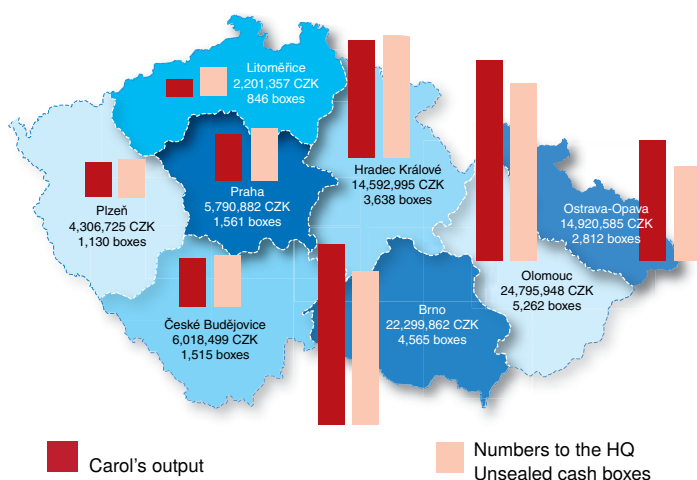 Litoměřice
2,201,357 CZK
846 boxes
Praha
5,790,882 CZK
1,561 boxes
Hradec Králové
14,592,995 CZK
3,638 boxes
Plzeň
4,306,725 CZK
1,130 boxes
Ostrava-Opava
14,920,585 CZK
2,812 boxes
Olomouc
24,795,948 CZK
5,262 boxes
České Budějovice
6,018,499 CZK
1,515 boxes
Brno
22,299,862 CZK
4,565 boxes
Carol's output
Numbers to the HQ
Unsealed cash boxes